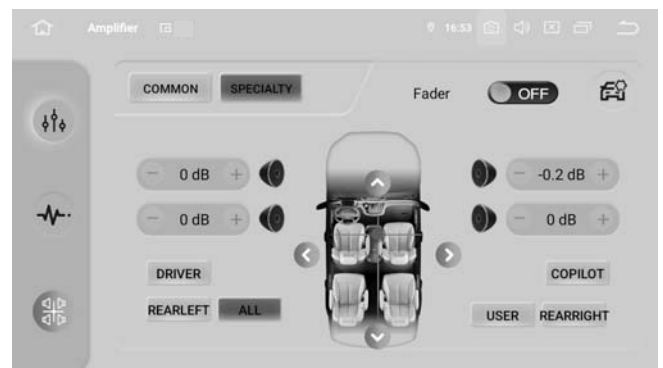 Amplifier
16:53
COMMON SPECIALTY Fader OFF
0 dB -0.2 dB
0 dB 0 dB
DRIVER COPILOT
REARLEFT ALL USER REARRIGHT